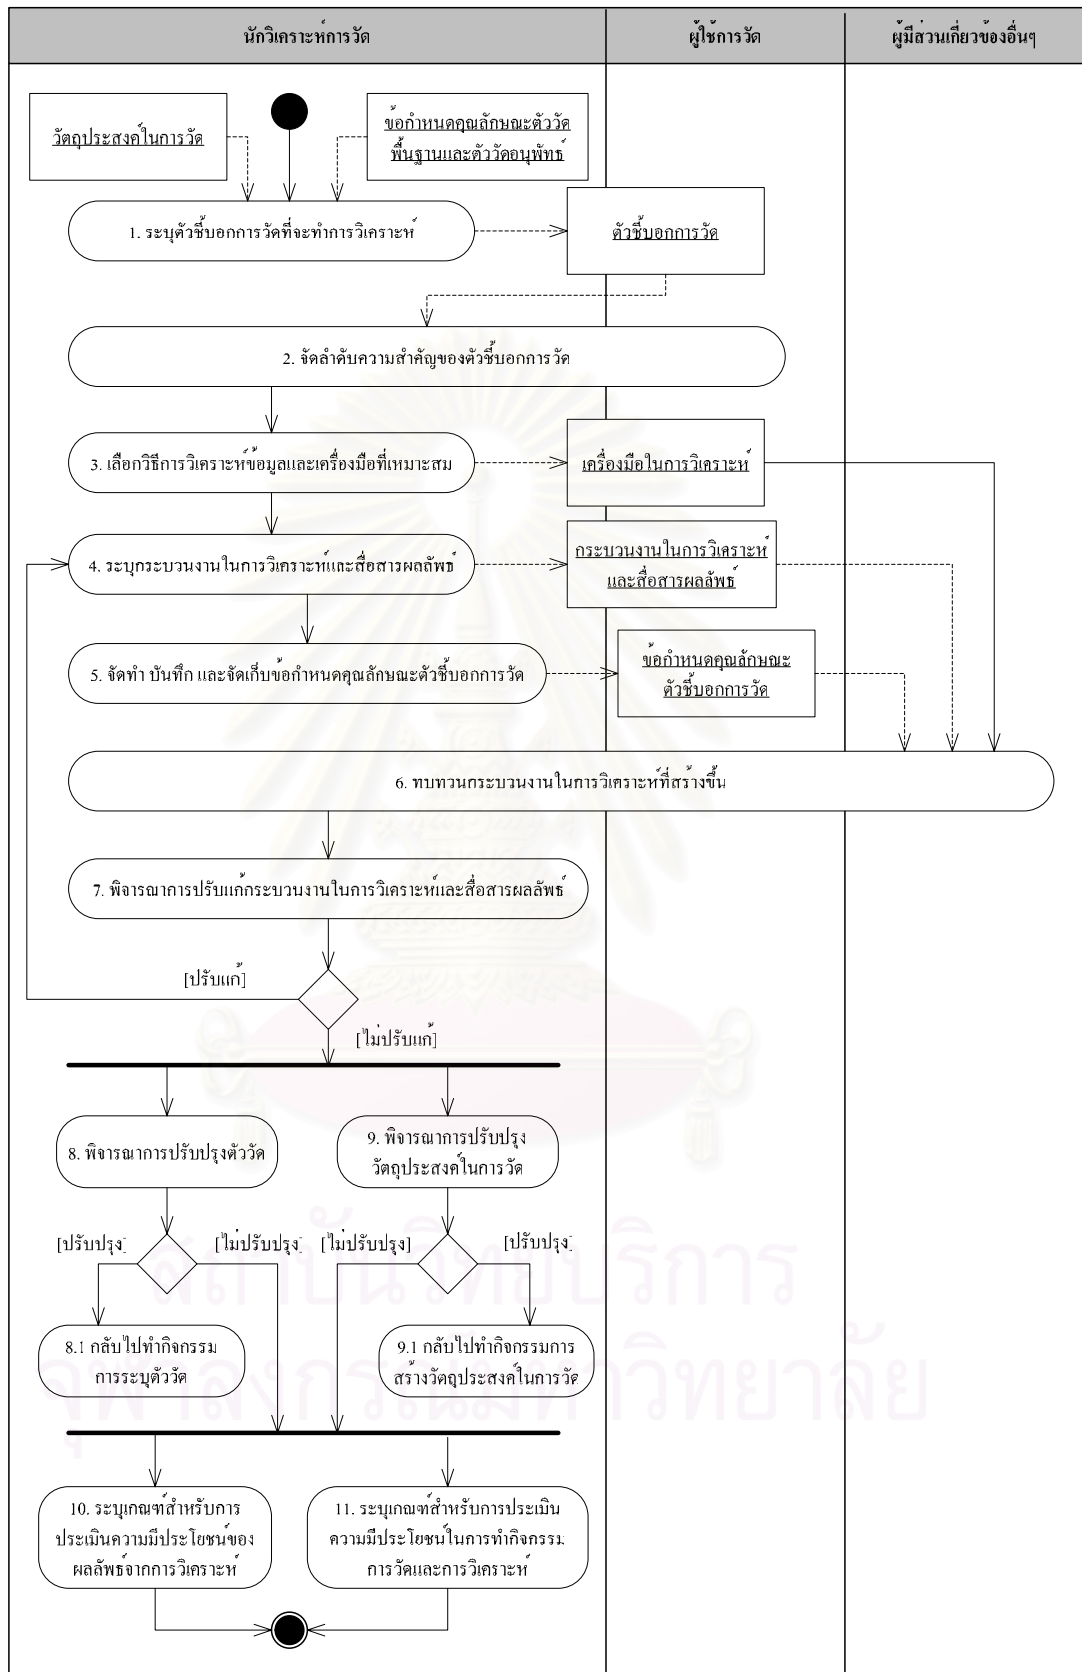 นักวิเคราะห์การวัด
ผู้ใช้การวัด
ผู้มีส่วนเกี่ยวข้องอื่นๆ
วัตถุประสงค์ในการวัด
ข้อกำหนดคุณลักษณะตัววัด
พื้นฐานและตัววัดอนุพัทธ์
1. ระบุตัวชี้บอกการวัดที่จะทำการวิเคราะห์
ตัวชี้บอกการวัด
2. จัดลำดับความสำคัญของตัวชี้บอกการวัด
3. เลือกวิธีการวิเคราะห์ข้อมูลและเครื่องมือที่เหมาะสม
เครื่องมือในการวิเคราะห์
4. ระบุกระบวนงานในการวิเคราะห์และสื่อสารผลลัพธ์
กระบวนงานในการวิเคราะห์
และสื่อสารผลลัพธ์
5. จัดทำ บันทึก และจัดเก็บข้อกำหนดคุณลักษณะตัวชี้บอกการวัด
ข้อกำหนดคุณลักษณะ
ตัวชี้บอกการวัด
6. ทบทวนกระบวนงานในการวิเคราะห์ที่สร้างขึ้น
7. พิจารณาการปรับแก้กระบวนงานในการวิเคราะห์และสื่อสารผลลัพธ์
[ปรับแก้]
[ไม่ปรับแก้]
8. พิจารณาการปรับปรุงตัววัด
9. พิจารณาการปรับปรุง
วัตถุประสงค์ในการวัด
[ปรับปรุง]
[ไม่ปรับปรุง]
[ไม่ปรับปรุง]
[ปรับปรุง]
8.1 กลับไปทำกิจกรรม
การระบุตัววัด
9.1 กลับไปทำกิจกรรมการ
สร้างวัตถุประสงค์ในการวัด
10. ระบุเกณฑ์สำหรับการ
ประเมินความมีประโยชน์ของ
ผลลัพธ์จากการวิเคราะห์
11. ระบุเกณฑ์สำหรับการประเมิน
ความมีประโยชน์ในการทำกิจกรรม
การวัดและการวิเคราะห์
สถาบันวิทยบริการ
จุฬาลงกรณ์มหาวิทยาลัย